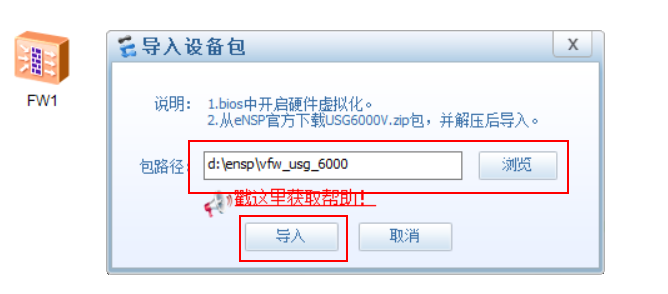 导入设备包
X
FW1
说明： 1.bios中开启硬件虚拟化。
2.从eNSP官方下载USG6000V.zip包，并解压后导入。
包路径： d:\ensp\vfw_usg_6000 浏览
戳这里获取帮助！
导入 取消